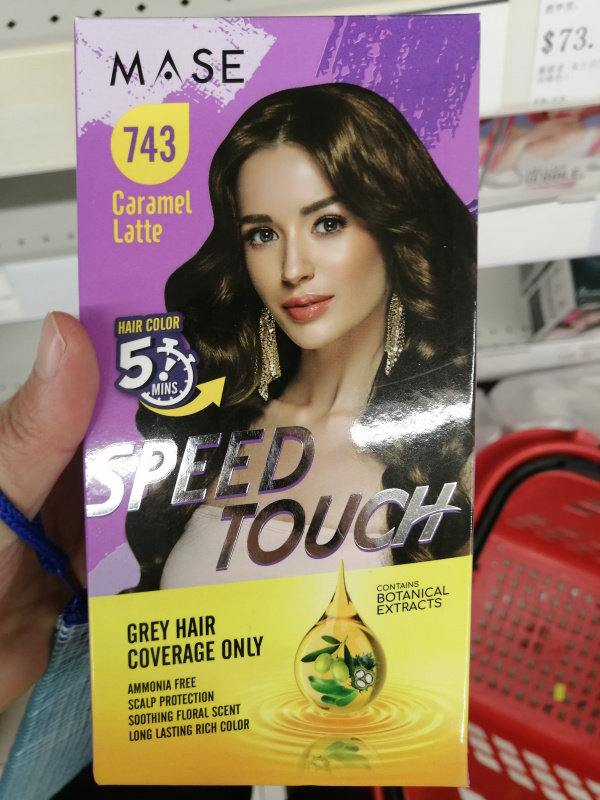 MASE
743
Caramel
Latte
HAIR COLOR
5
MINS
SPEED
TOUCH
CONTAINS
BOTANICAL
EXTRACTS
GREY HAIR
COVERAGE ONLY
AMMONIA FREE
SCALP PROTECTION
SOOTHING FLORAL SCENT
LONG LASTING RICH COLOR
$73.